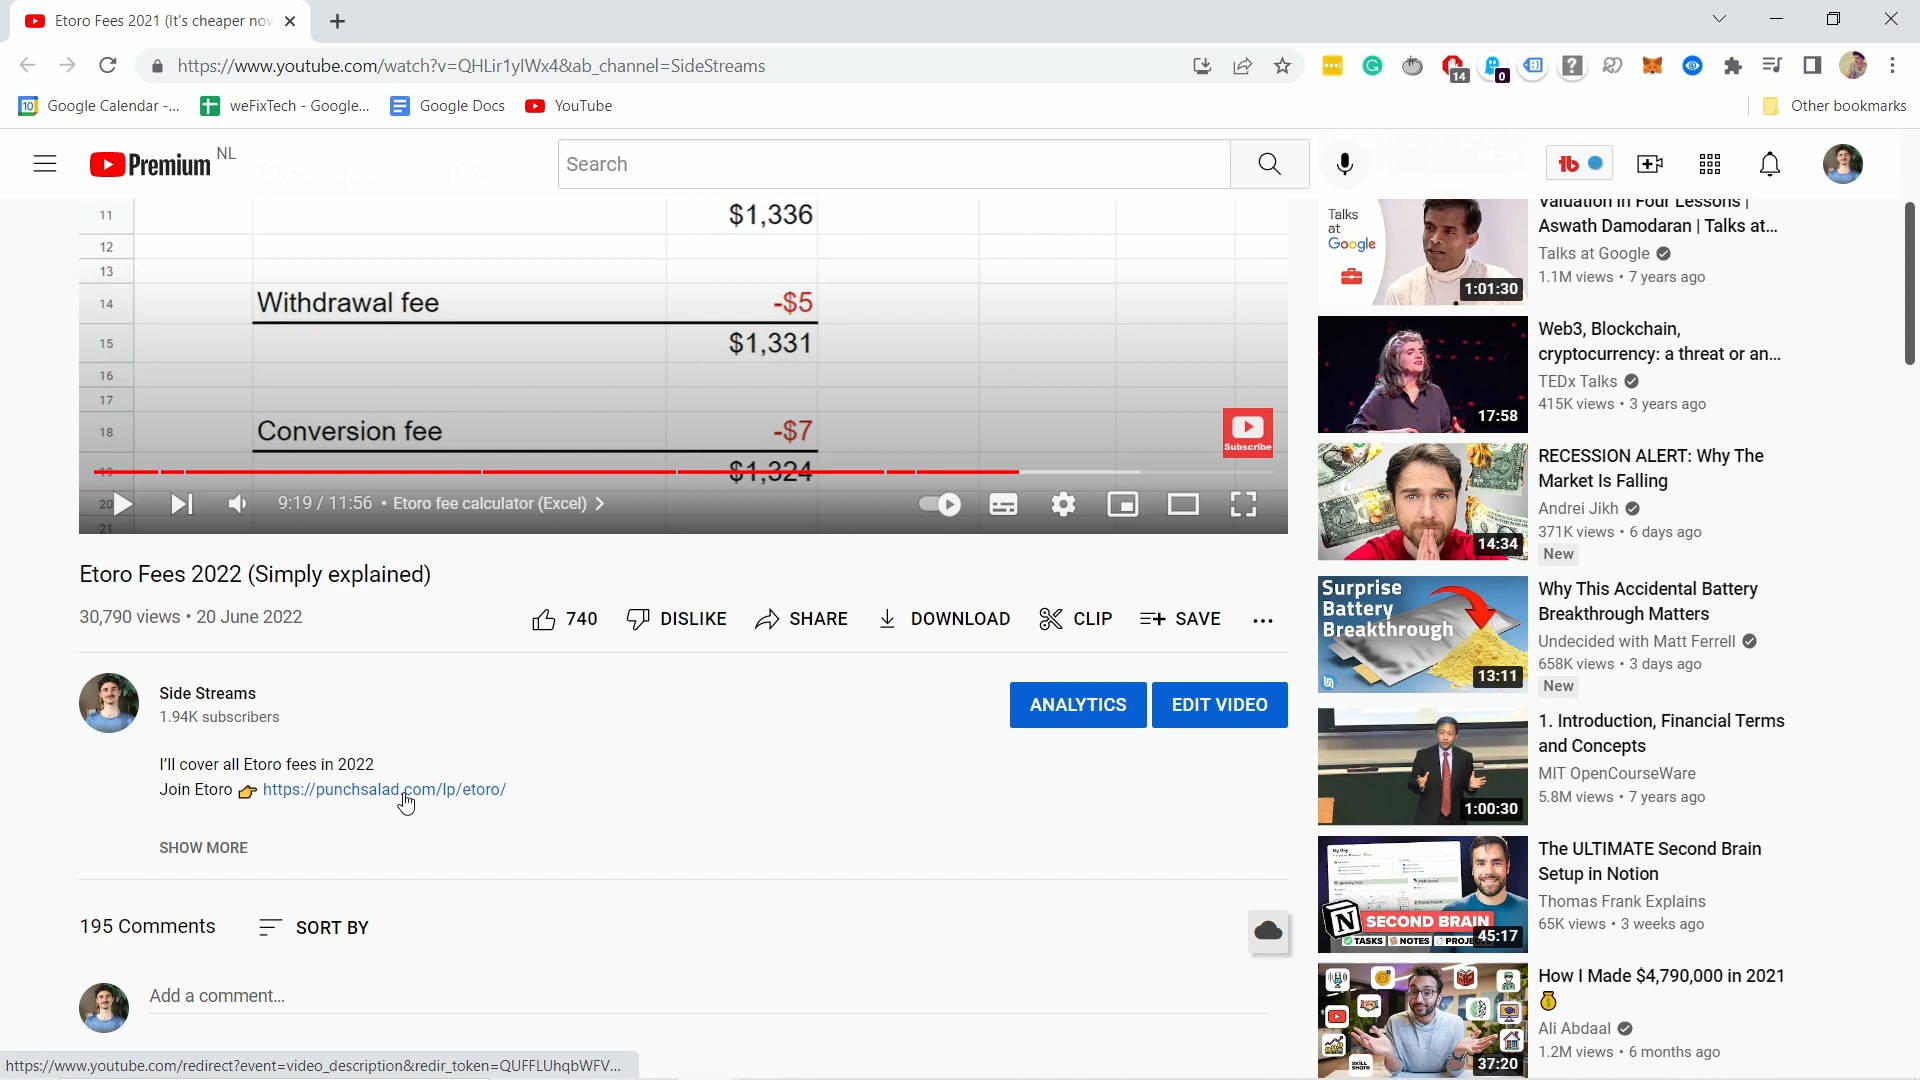 Etoro Fees 2021 (It's cheaper now
https://www.youtube.com/watch?v=QHLir1yIWx4&ab_channel=SideStreams
14
0
10
Google Calendar -...
weFixTech - Google...
Google Docs
YouTube
Other bookmarks
Premium NL
Search
11
$1,336
12
13
14
Withdrawal fee
-$5
15
$1,331
16
17
18
Conversion fee
-$7
Subscribe
19
$1,324
20
9:19 / 11:56 • Etoro fee calculator (Excel)
21
Etoro Fees 2022 (Simply explained)
30,790 views • 20 June 2022
740
DISLIKE
SHARE
DOWNLOAD
CLIP
SAVE
Side Streams
1.94K subscribers
ANALYTICS
EDIT VIDEO
I'll cover all Etoro fees in 2022
Join Etoro 👉 https://punchsalad.com/lp/etoro/
SHOW MORE
195 Comments
SORT BY
Add a comment...
https://www.youtube.com/redirect?event=video_description&redir_token=QUFFLUhqbWFV...
Talks
at
Google
1:01:30
Valuation in Four Lessons |
Aswath Damodaran | Talks at...
Talks at Google
1.1M views • 7 years ago
17:58
Web3, Blockchain,
cryptocurrency: a threat or an...
TEDx Talks
415K views • 3 years ago
14:34
RECESSION ALERT: Why The
Market Is Falling
Andrei Jikh
371K views • 6 days ago
New
Surprise
Battery
Breakthrough
13:11
Why This Accidental Battery
Breakthrough Matters
Undecided with Matt Ferrell
658K views • 3 days ago
New
1:00:30
1. Introduction, Financial Terms
and Concepts
MIT OpenCourseWare
5.8M views • 7 years ago
My Day
SECOND BRAIN
TASKS
NOTES
45:17
The ULTIMATE Second Brain
Setup in Notion
Thomas Frank Explains
65K views • 3 weeks ago
SKILL
SHARE
37:20
How I Made $4,790,000 in 2021
💰
Ali Abdaal
1.2M views • 6 months ago